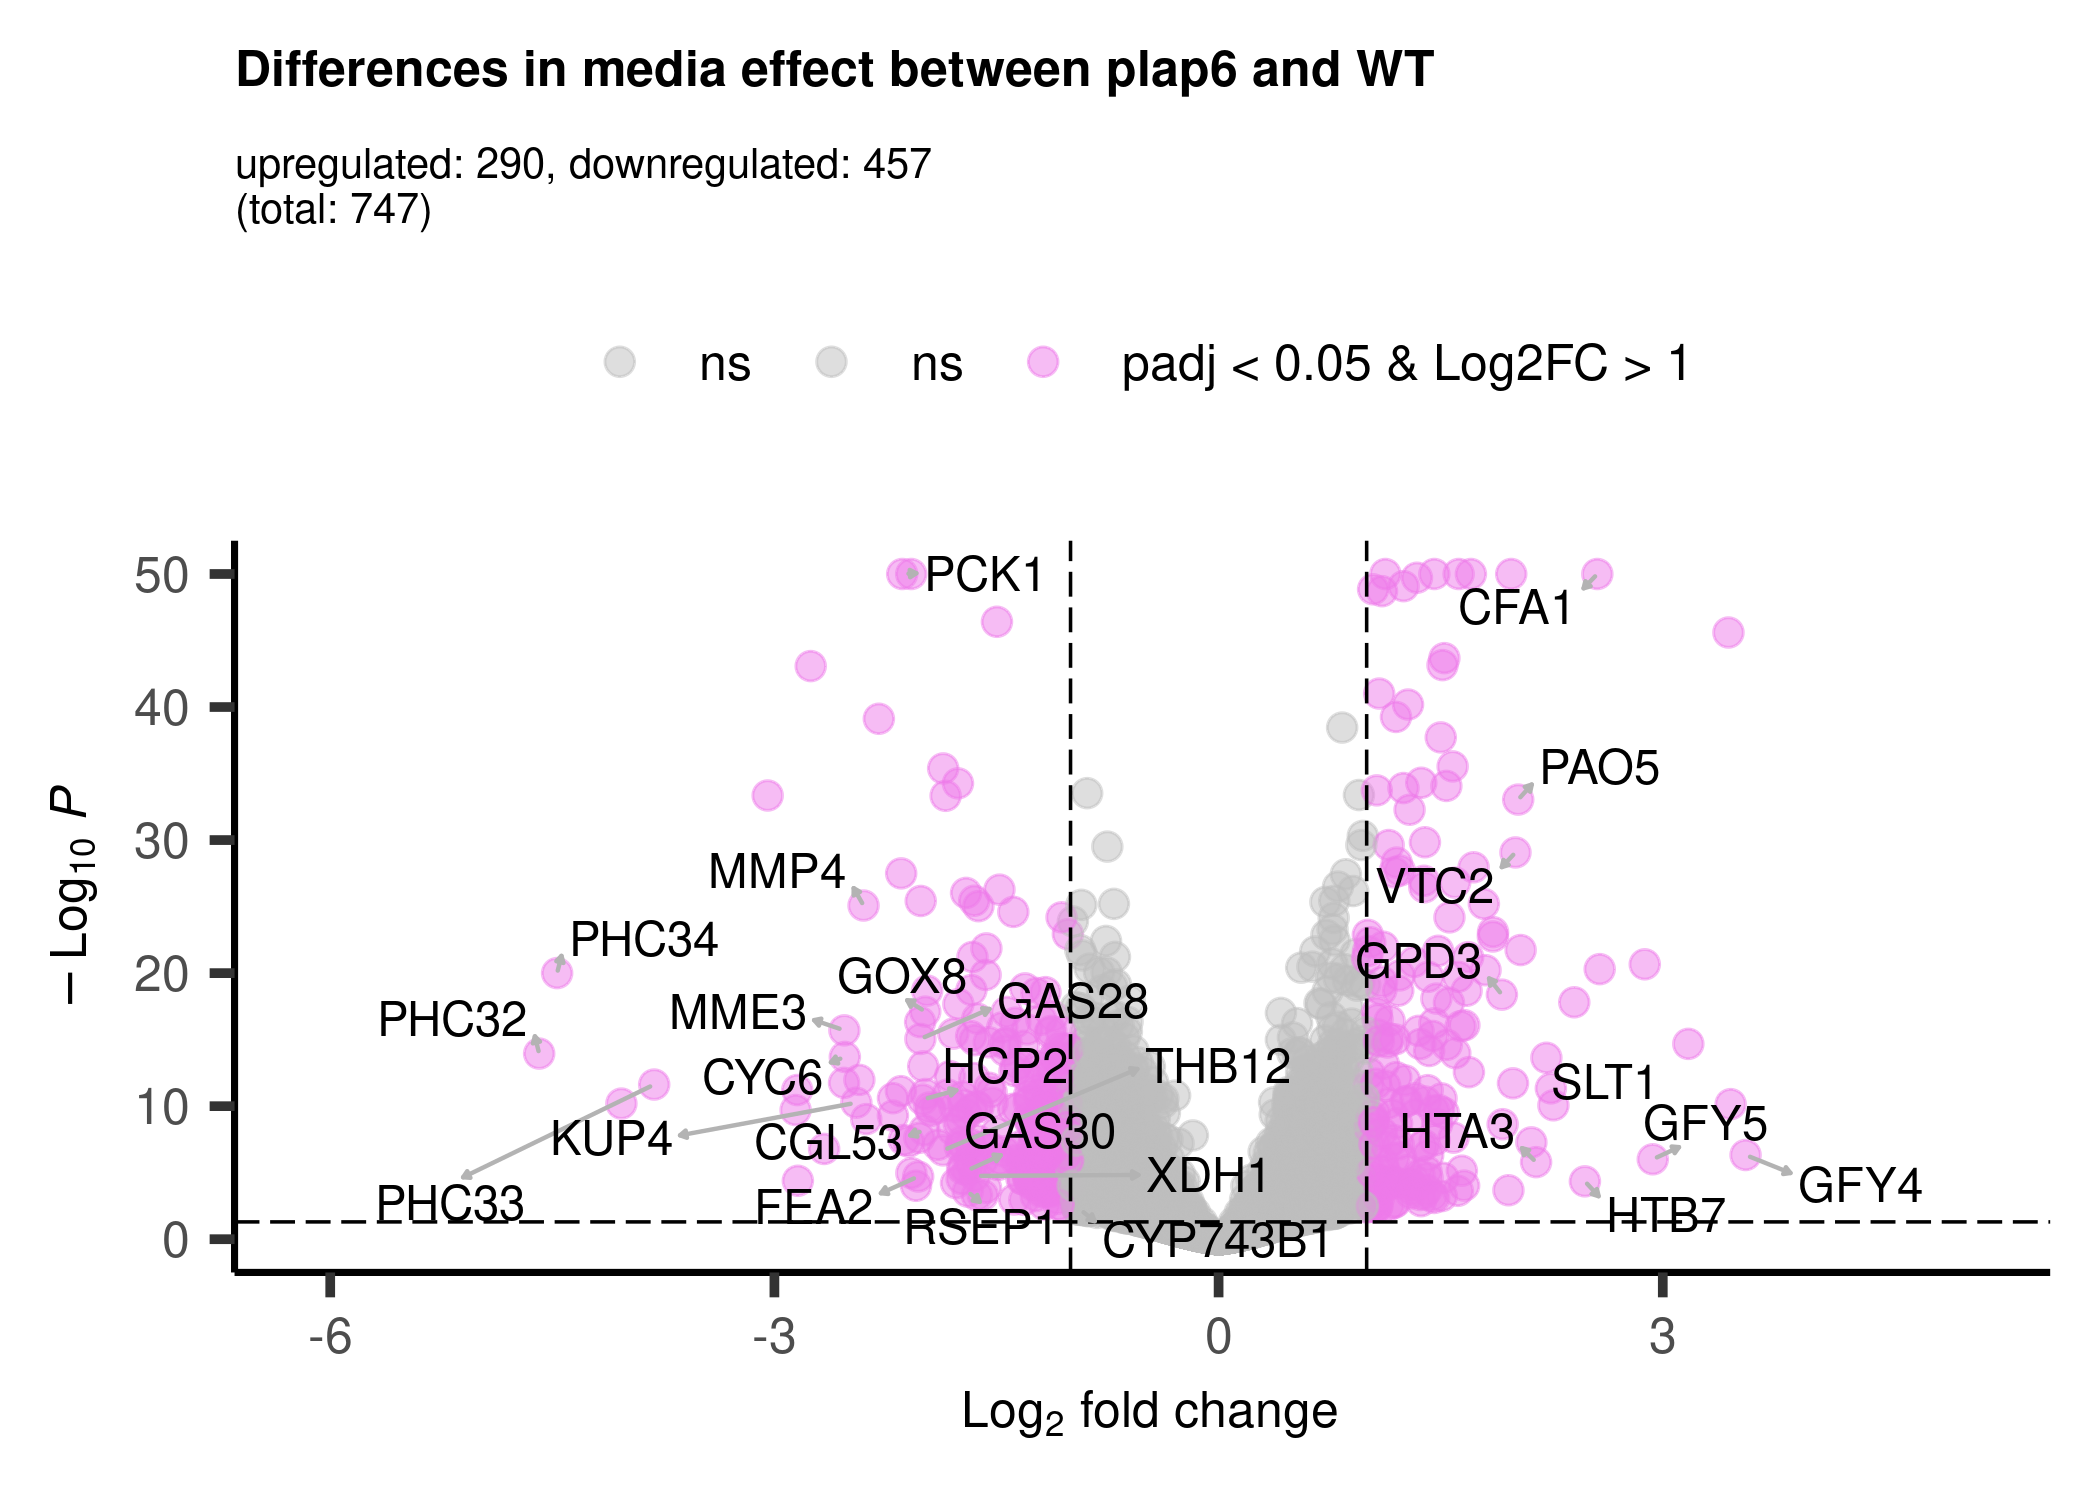 Differences in media effect between plap6 and WT
upregulated: 290, downregulated: 457
(total: 747)
ns
ns
padj < 0.05 & Log2FC > 1
50
40
30
20
10
0
− Log10 P
PCK1
CFA1
PAO5
MMP4
VTC2
PHC34
GPD3
GOX8
PHC32
MME3
GAS28
HCP2
THB12
CYC6
SLT1
KUP4
CGL53
GAS30
HTA3
GFY5
XDH1
GFY4
PHC33
FEA2
HTB7
RSEP1
CYP743B1
-6
-3
0
3
Log2 fold change